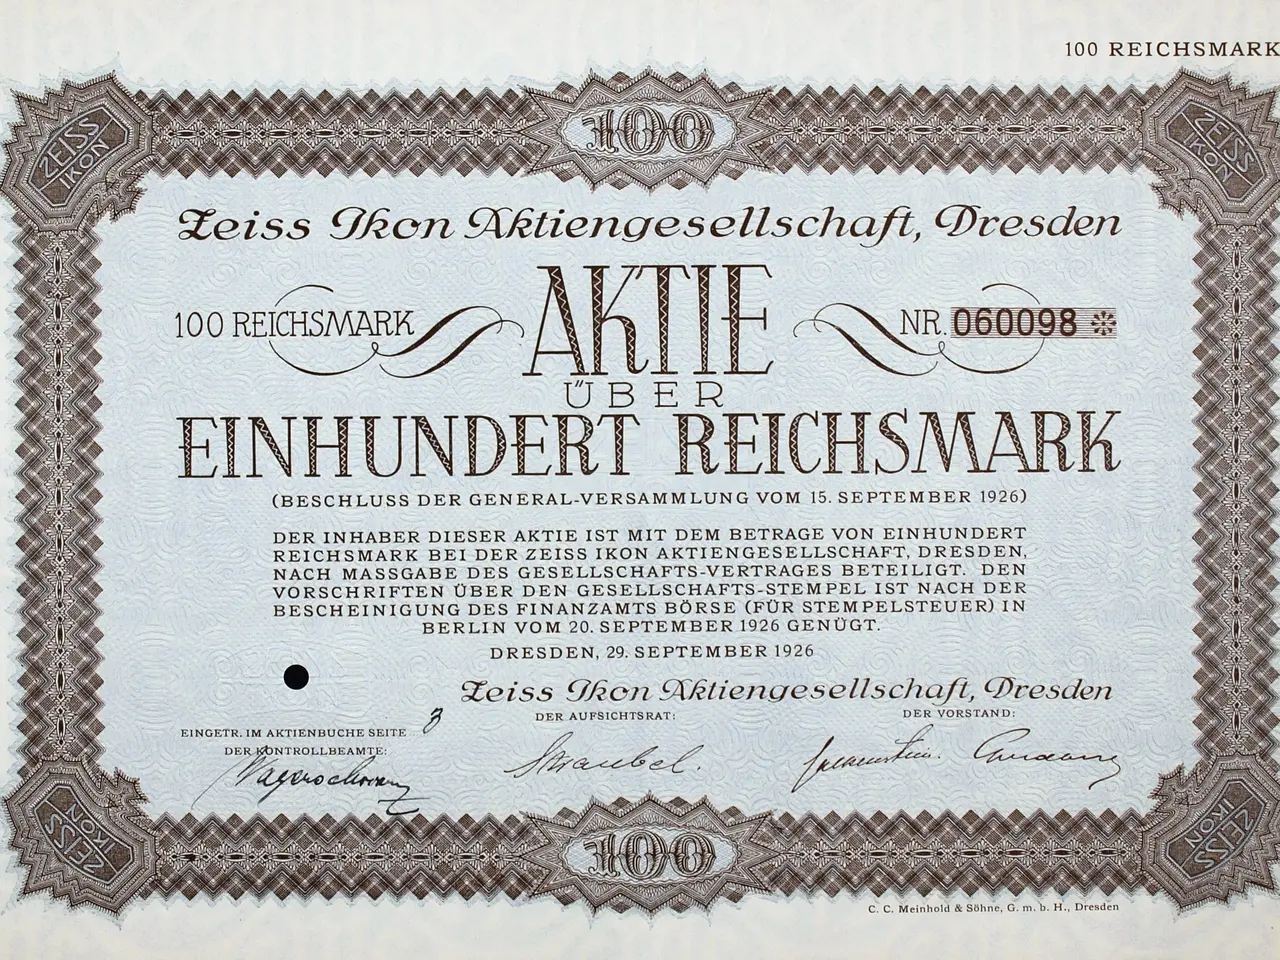 100 REICHSMARK
ZEISS IKON
100
ZEISS IKON
Zeiss Ikon Aktiengesellschaft, Dresden
AKTIE
100 REICHSMARK
NR. 060098
ÜBER
EINHUNDERT REICHSMARK
(BESCHLUSS DER GENERAL-VERSAMMLUNG VOM 15. SEPTEMBER 1926)
DER INHABER DIESER AKTIE IST MIT DEM BETRAGE VON EINHUNDERT
REICHSMARK BEI DER ZEISS IKON AKTIENGESELLSCHAFT, DRESDEN,
NACH MASSGABE DES GESELLSCHAFTS-VERTRAGES BETEILIGT. DEN
VORSCHRIFTEN ÜBER DEN GESELLSCHAFTS-STEMPEL IST NACH DER
BESCHEINIGUNG DES FINANZAMTS BÖRSE (FÜR STEMPELSTEUER) IN
BERLIN VOM 20. SEPTEMBER 1926 GENÜGT.
DRESDEN, 29. SEPTEMBER 1926
Zeiss Ikon Aktiengesellschaft, Dresden
DER AUFSICHTSRAT:
DER VORSTAND:
EINGETR. IM AKTIENBUCHE SEITE 3
DER KONTROLLBEAMTE:
ZEISS IKON
100
ZEISS IKON
C. C. Meinhold & Söhne, G. m. b. H., Dresden